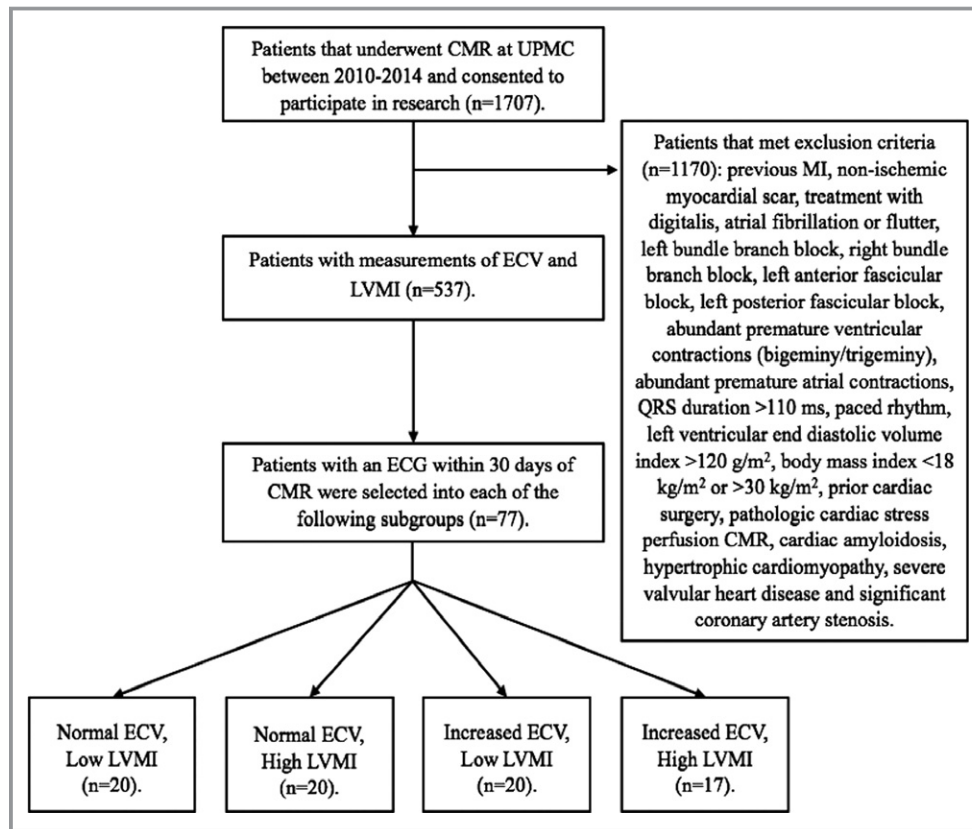 Patients that underwent CMR at UPMC
between 2010-2014 and consented to
participate in research (n=1707).
Patients that met exclusion criteria
(n=1170): previous MI, non-ischemic
myocardial scar, treatment with
digitalis, atrial fibrillation or flutter,
left bundle branch block, right bundle
branch block, left anterior fascicular
block, left posterior fascicular block,
abundant premature ventricular
contractions (bigeminy/trigeminy),
abundant premature atrial contractions,
QRS duration >110 ms, paced rhythm,
left ventricular end diastolic volume
index >120 g/m², body mass index <18
kg/m² or >30 kg/m², prior cardiac
surgery, pathologic cardiac stress
perfusion CMR, cardiac amyloidosis,
hypertrophic cardiomyopathy, severe
valvular heart disease and significant
coronary artery stenosis.
Patients with measurements of ECV and
LVMI (n=537).
Patients with an ECG within 30 days of
CMR were selected into each of the
following subgroups (n=77).
Normal ECV,
Low LVMI
(n=20).
Normal ECV,
High LVMI
(n=20).
Increased ECV,
Low LVMI
(n=20).
Increased ECV,
High LVMI
(n=17).